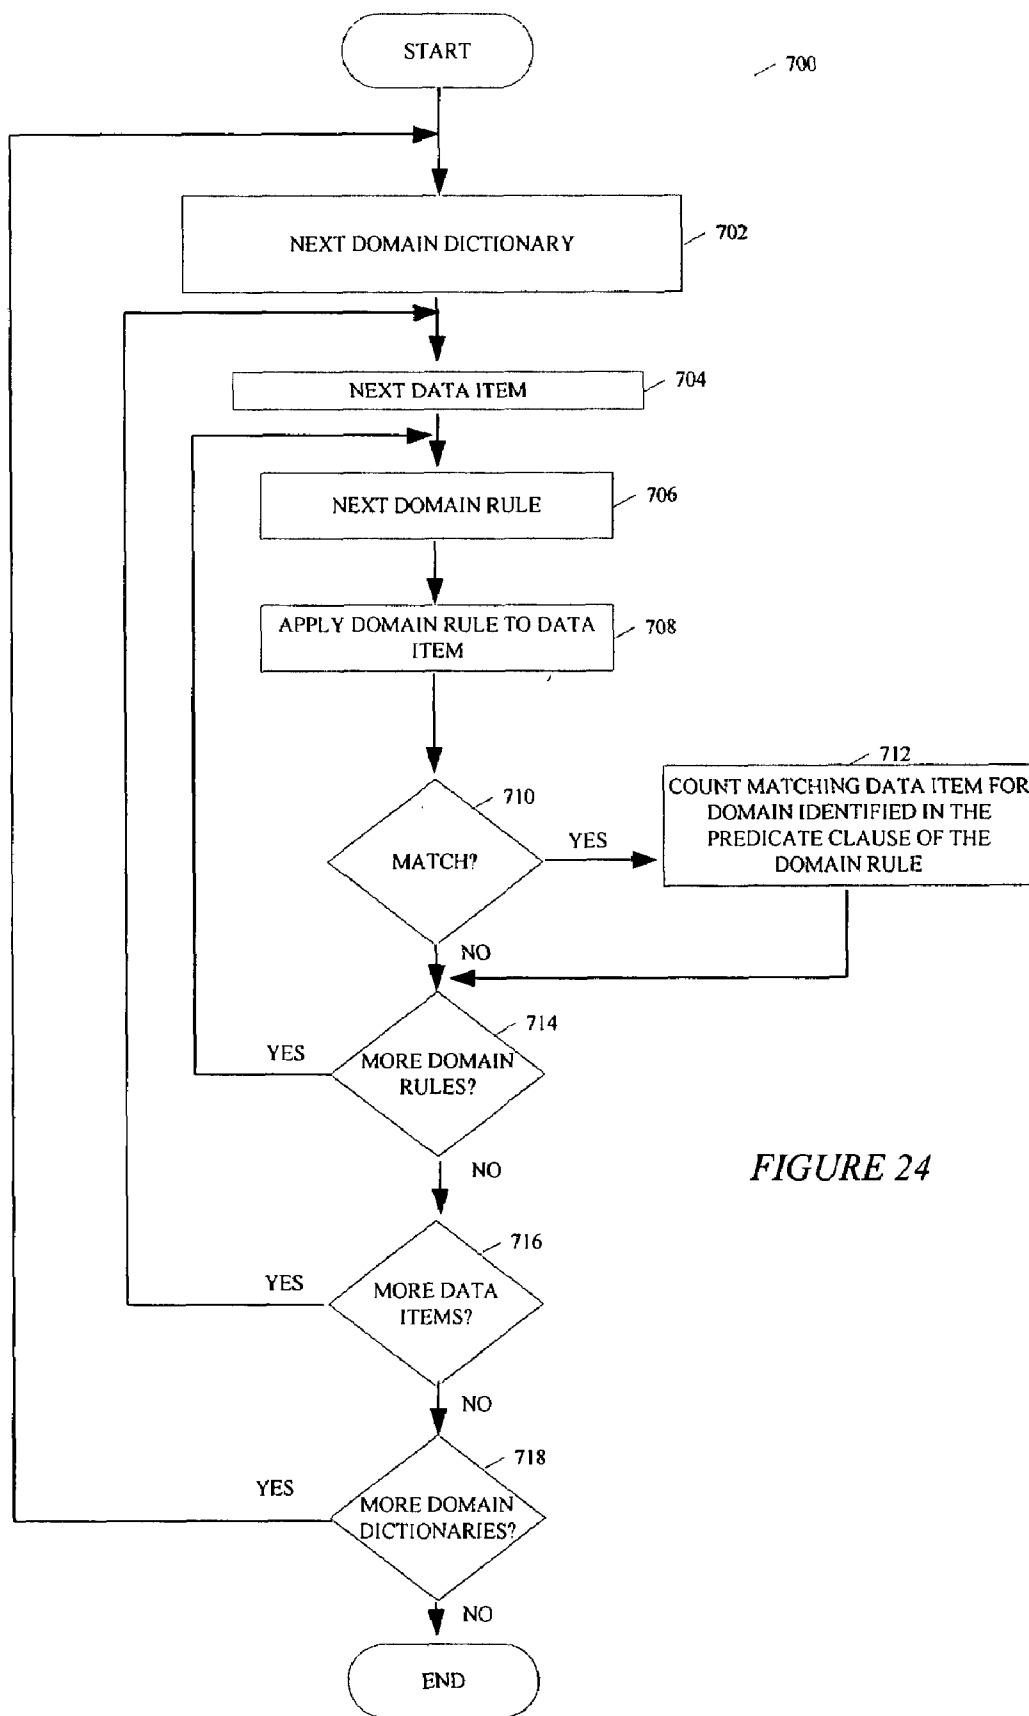 START
700
NEXT DOMAIN DICTIONARY
702
NEXT DATA ITEM
704
NEXT DOMAIN RULE
706
APPLY DOMAIN RULE TO DATA
ITEM
708
710
MATCH?
YES
712
COUNT MATCHING DATA ITEM FOR
DOMAIN IDENTIFIED IN THE
PREDICATE CLAUSE OF THE
DOMAIN RULE
NO
714
YES
MORE DOMAIN
RULES?
NO
FIGURE 24
716
YES
MORE DATA
ITEMS?
NO
718
YES
MORE DOMAIN
DICTIONARIES?
NO
END